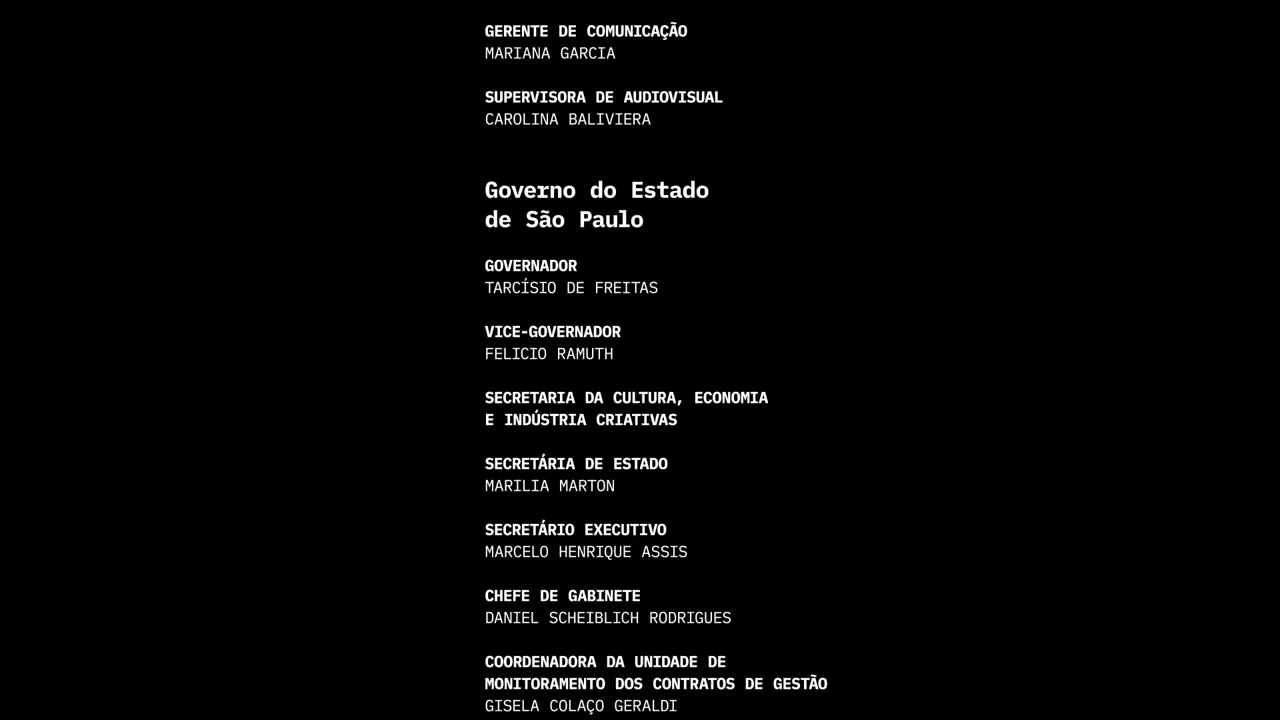 GERENTE DE COMUNICAÇÃO
MARIANA GARCIA
SUPERVISORA DE AUDIOVISUAL
CAROLINA BALIVIERA
Governo do Estado
de São Paulo
GOVERNADOR
TARCÍSIO DE FREITAS
VICE-GOVERNADOR
FELICIO RAMUTH
SECRETARIA DA CULTURA, ECONOMIA
E INDÚSTRIA CRIATIVAS
SECRETÁRIA DE ESTADO
MARILIA MARTON
SECRETÁRIO EXECUTIVO
MARCELO HENRIQUE ASSIS
CHEFE DE GABINETE
DANIEL SCHEIBLICH RODRIGUES
COORDENADORA DA UNIDADE DE
MONITORAMENTO DOS CONTRATOS DE GESTÃO
GISELA COLAÇO GERALDI